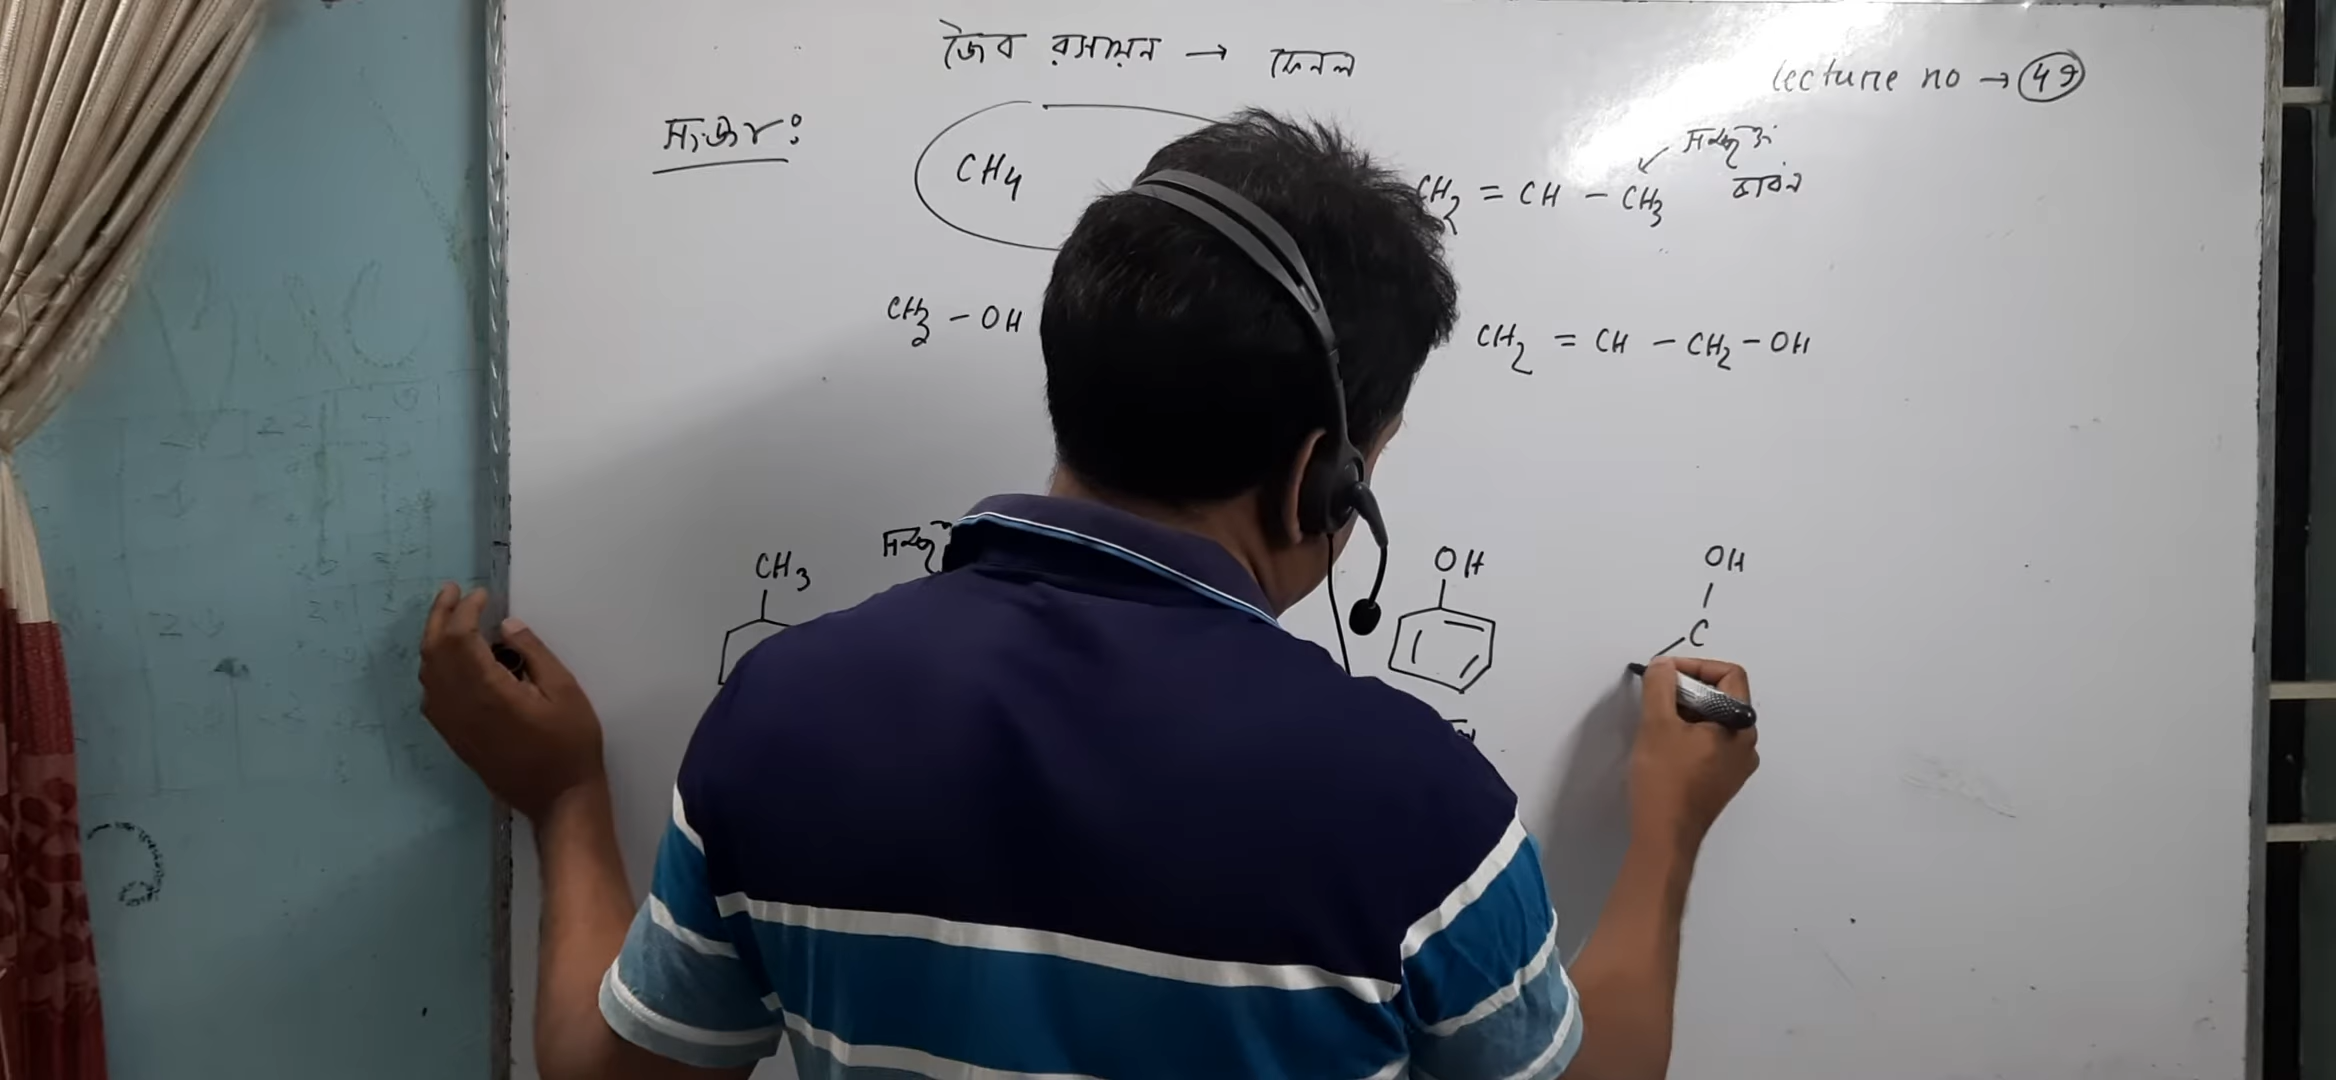 জৈব রসায়ন → ফেনল
lecture no → 49
সংজ্ঞা :
CH4
CH2 = CH - CH3
সম্পৃক্ত
কার্বন
CH3 - OH
CH2 = CH - CH2 - OH
CH3
OH
OH
C